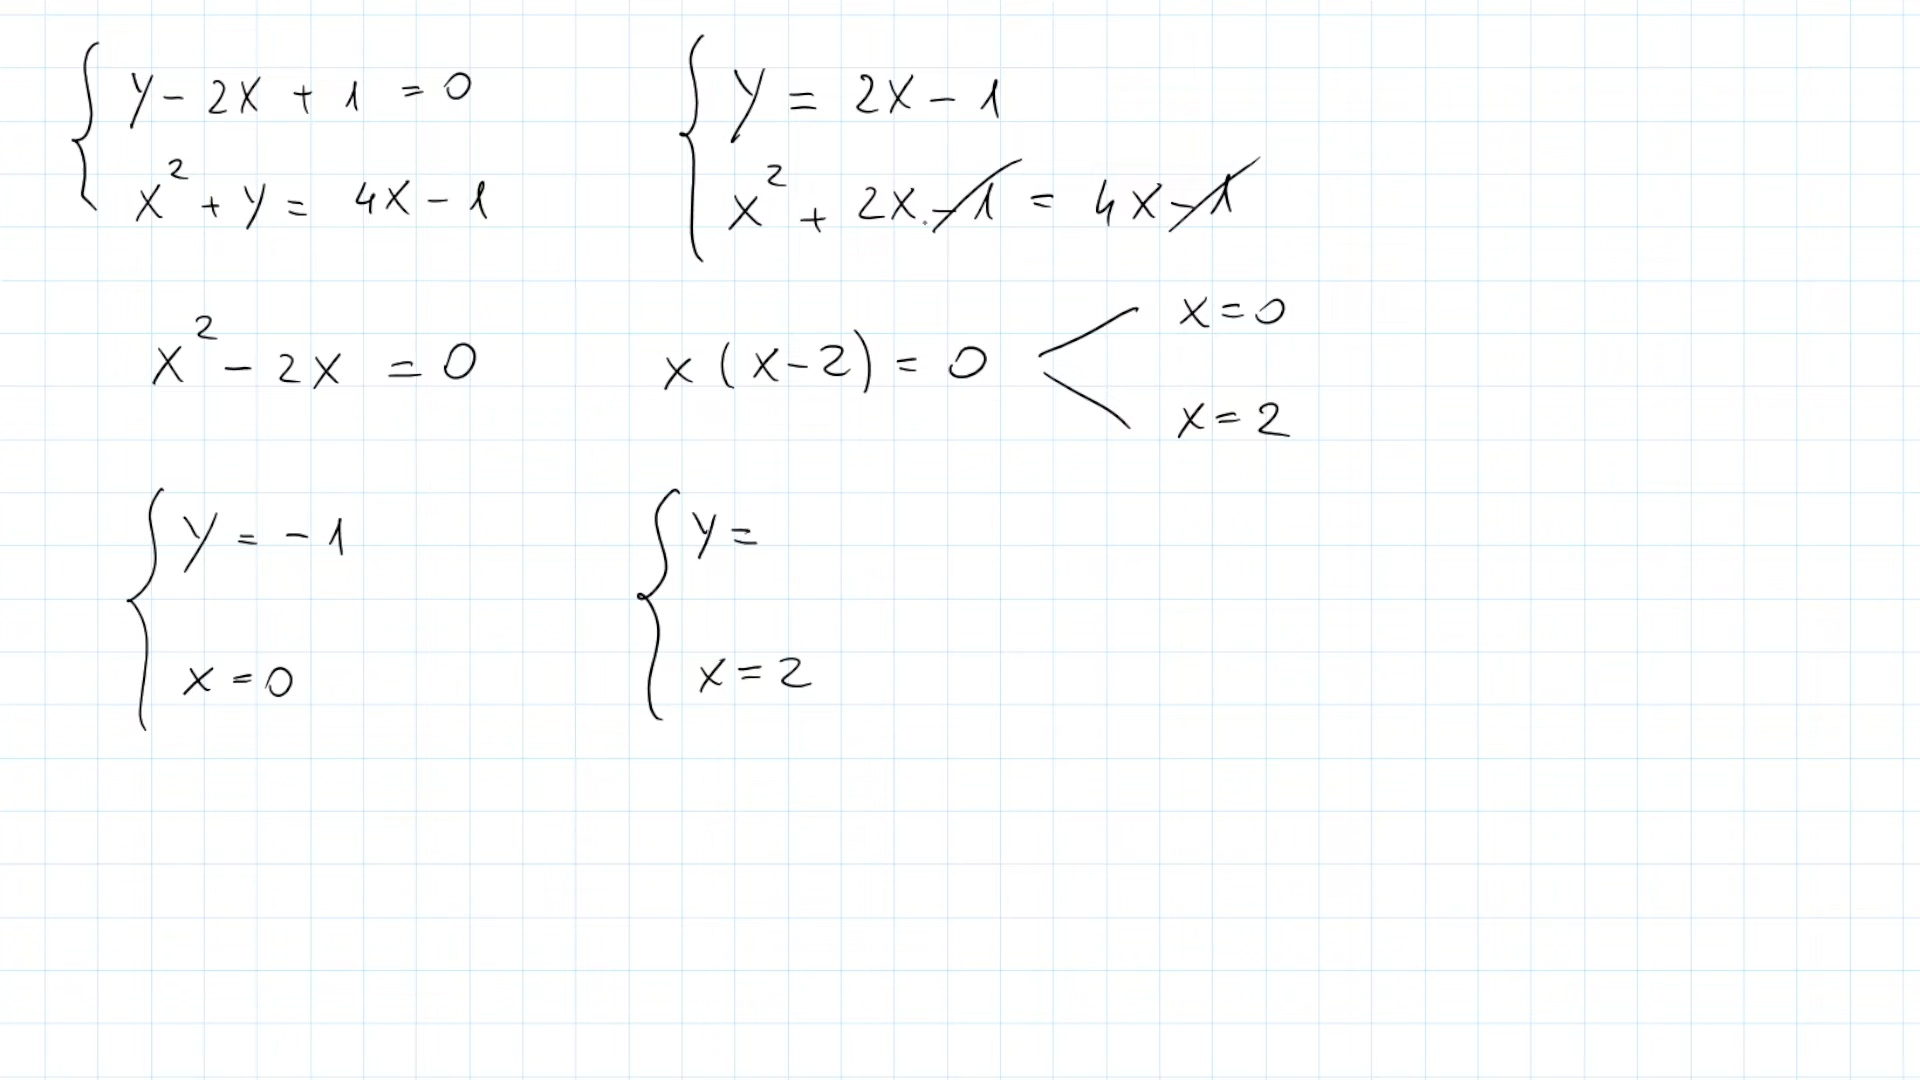 y - 2x + 1 = 0
x² + y = 4x - 1
y = 2x - 1
x² + 2x - 1 = 4x - 1
x² - 2x = 0
x (x - 2) = 0
x = 0
x = 2
y = - 1
x = 0
y =
x = 2